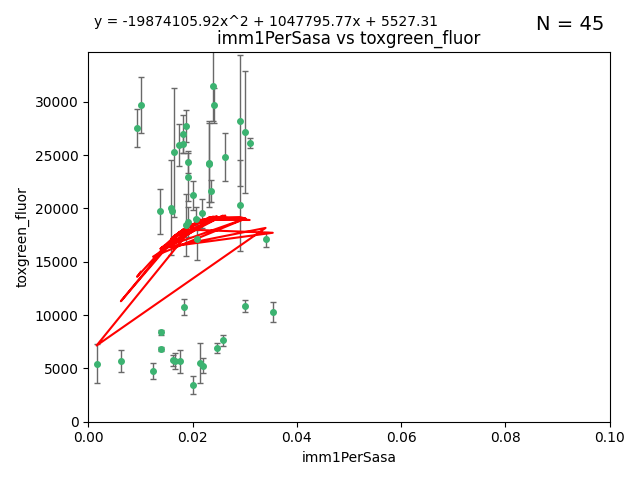 y = -19874105.92x^2 + 1047795.77x + 5527.31
N = 45
imm1PerSasa vs toxgreen_fluor
30000
25000
20000
15000
10000
5000
0
toxgreen_fluor
0.00 0.02 0.04 0.06 0.08 0.10
imm1PerSasa